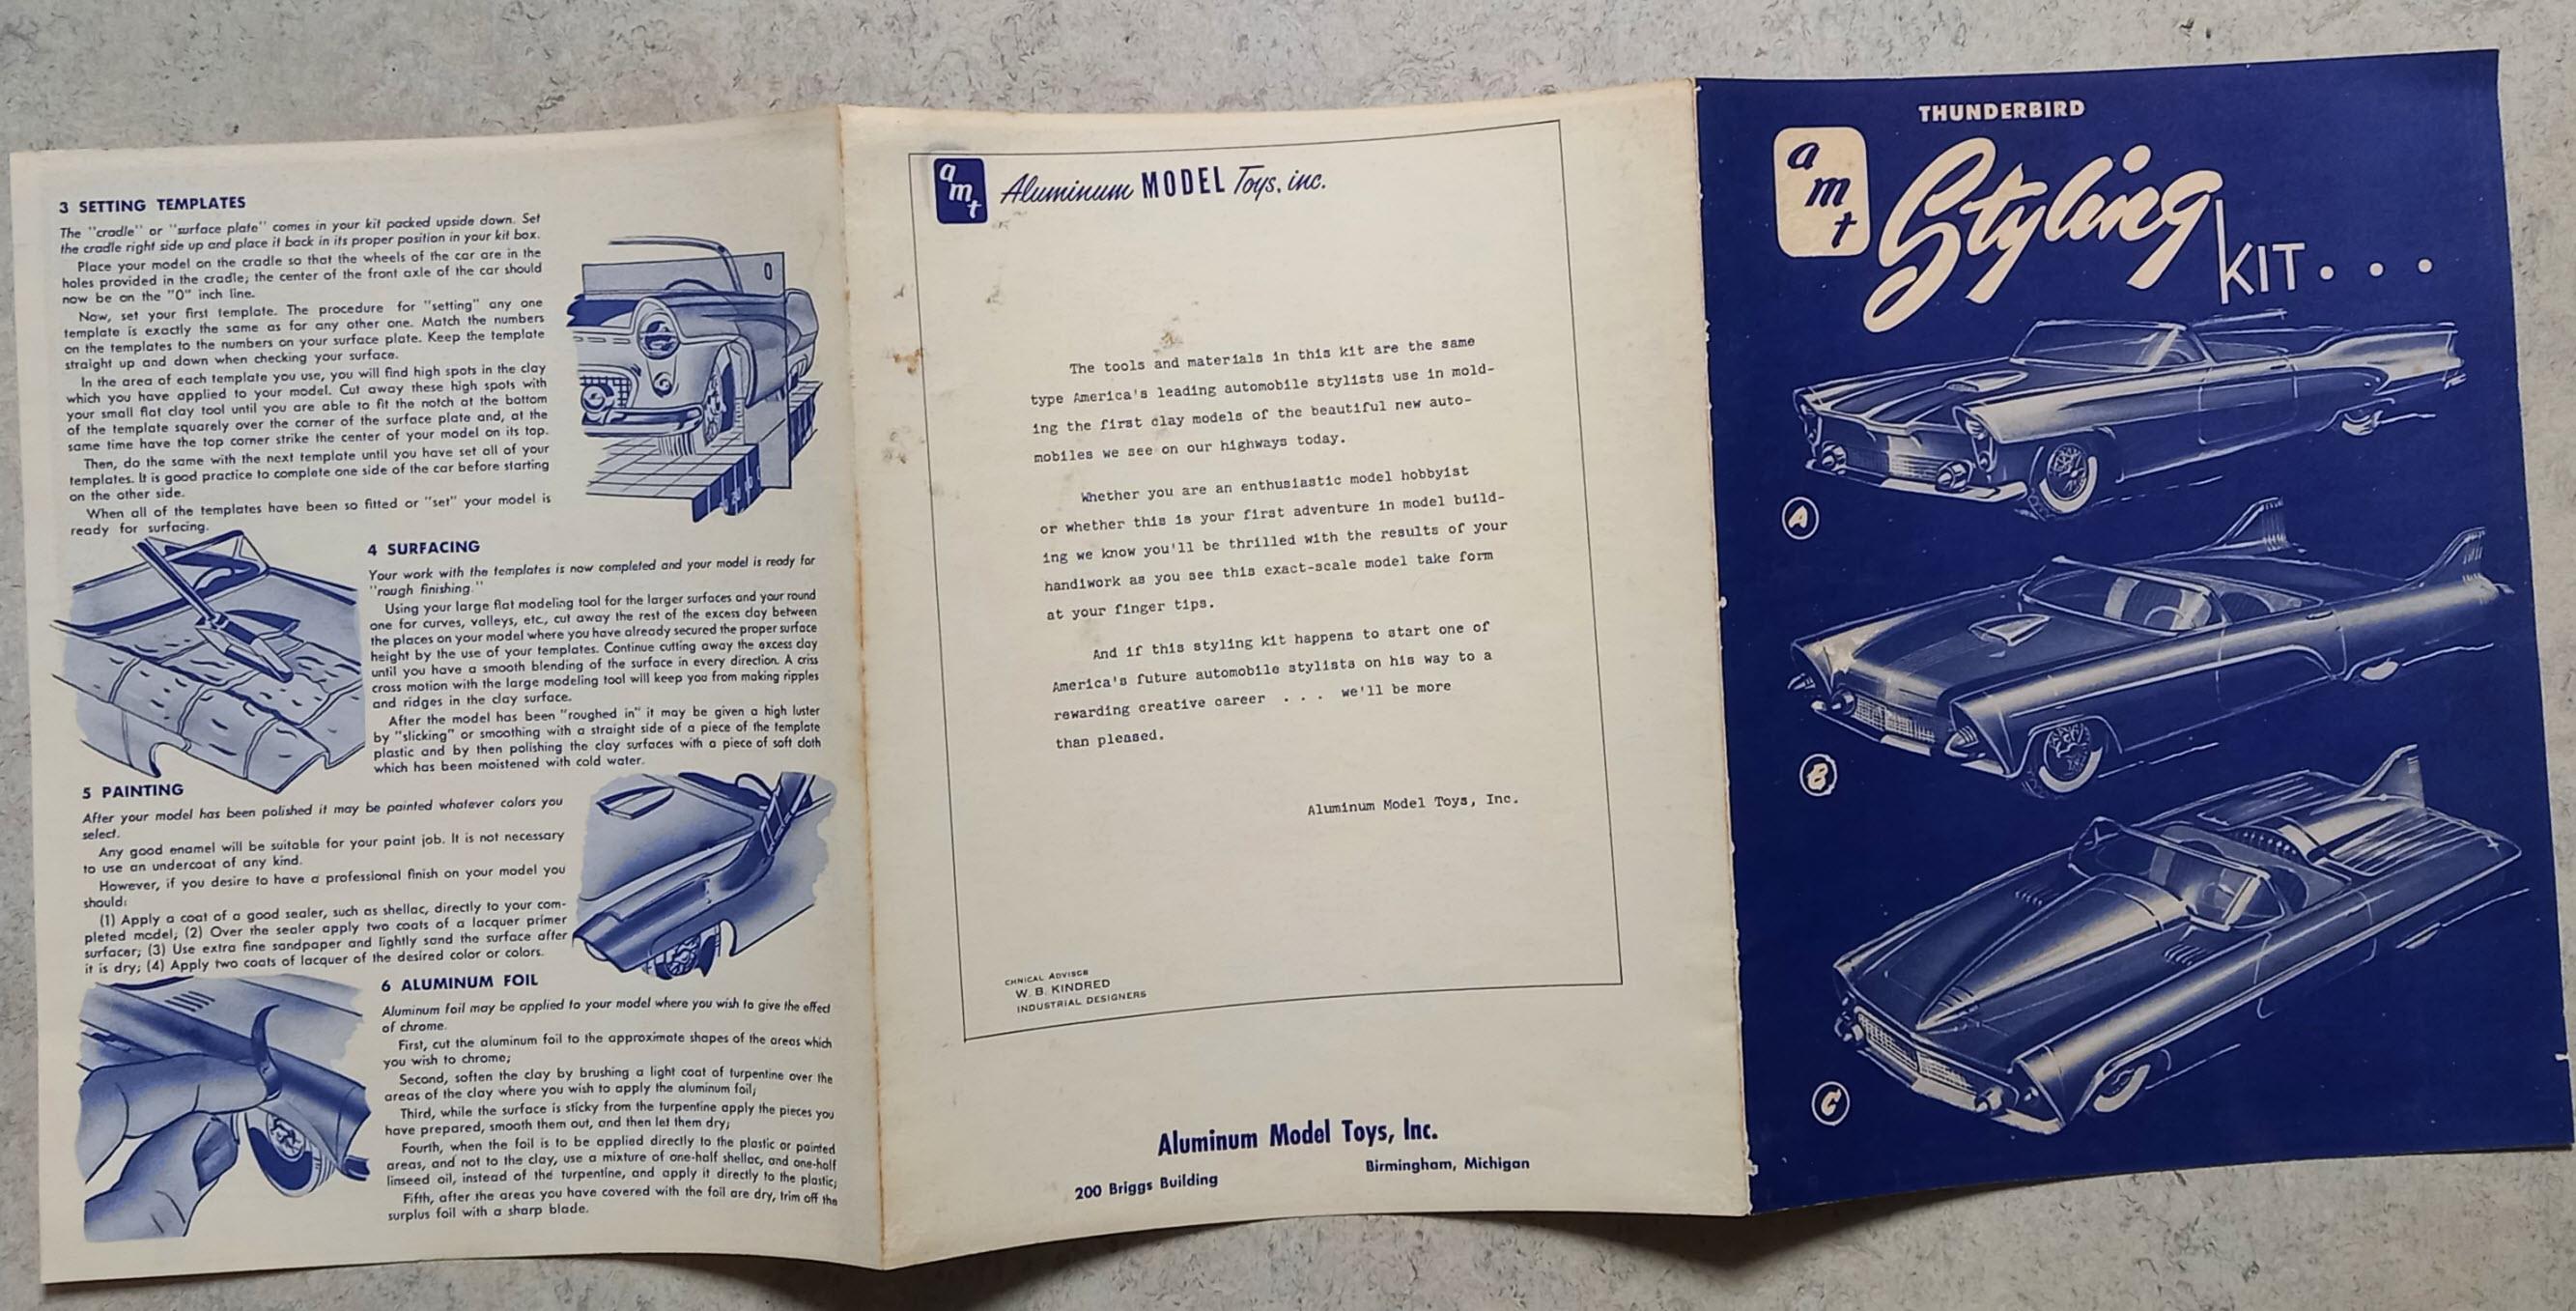 3 SETTING TEMPLATES
The "cradle" or "surface plate" comes in your kit packed upside down. Set
the cradle right side up and place it back in its proper position in your kit box.
Place your model on the cradle so that the wheels of the car are in the
holes provided in the cradle; the center of the front axle of the car should
now be on the "0" inch line.
Now, set your first template. The procedure for "setting" any one
template is exactly the same as for any other one. Match the numbers
on the templates to the numbers on your surface plate. Keep the template
straight up and down when checking your surface.
In the area of each template you use, you will find high spots in the clay
which you have applied to your model. Cut away these high spots with
your small flat clay tool until you are able to fit the notch at the bottom
of the template squarely over the corner of the surface plate and, at the
same time have the top corner strike the center of your model on its top.
Then, do the same with the next template until you have set all of your
templates. It is good practice to complete one side of the car before starting
on the other side.
When all of the templates have been so fitted or "set" your model is
ready for surfacing.
0
4 SURFACING
Your work with the templates is now completed and your model is ready for
"rough finishing."
Using your large flat modeling tool for the larger surfaces and your round
one for curves, valleys, etc., cut away the rest of the excess clay between
the places on your model where you have already secured the proper surface
height by the use of your templates. Continue cutting away the excess clay
until you have a smooth blending of the surface in every direction. A criss
cross motion with the large modeling tool will keep you from making ripples
and ridges in the clay surface.
After the model has been "roughed in" it may be given a high luster
by "slicking" or smoothing with a straight side of a piece of the template
plastic and by then polishing the clay surfaces with a piece of soft cloth
which has been moistened with cold water.
5 PAINTING
After your model has been polished it may be painted whatever colors you
select.
Any good enamel will be suitable for your paint job. It is not necessary
to use an undercoat of any kind.
However, if you desire to have a professional finish on your model you
should:
(1) Apply a coat of a good sealer, such as shellac, directly to your com-
pleted model; (2) Over the sealer apply two coats of a lacquer primer
surfacer; (3) Use extra fine sandpaper and lightly sand the surface after
it is dry; (4) Apply two coats of lacquer of the desired color or colors.
6 ALUMINUM FOIL
Aluminum foil may be applied to your model where you wish to give the effect
of chrome.
First, cut the aluminum foil to the approximate shapes of the areas which
you wish to chrome;
Second, soften the clay by brushing a light coat of turpentine over the
areas of the clay where you wish to apply the aluminum foil;
Third, while the surface is sticky from the turpentine apply the pieces you
have prepared, smooth them out, and then let them dry;
Fourth, when the foil is to be applied directly to the plastic or painted
areas, and not to the clay, use a mixture of one-half shellac, and one-half
linseed oil, instead of the turpentine, and apply it directly to the plastic;
Fifth, after the areas you have covered with the foil are dry, trim off the
surplus foil with a sharp blade.
amt Aluminum MODEL Toys, inc.
The tools and materials in this kit are the same
type America's leading automobile stylists use in mold-
ing the first clay models of the beautiful new auto-
mobiles we see on our highways today.
Whether you are an enthusiastic model hobbyist
or whether this is your first adventure in model build-
ing we know you'll be thrilled with the results of your
handiwork as you see this exact-scale model take form
at your finger tips.
And if this styling kit happens to start one of
America's future automobile stylists on his way to a
rewarding creative career . . . we'll be more
than pleased.
Aluminum Model Toys, Inc.
CHNICAL ADVISOR
W. B. KINDRED
INDUSTRIAL DESIGNERS
Aluminum Model Toys, Inc.
200 Briggs Building Birmingham, Michigan
THUNDERBIRD
amt Styling
KIT...
A
B
C